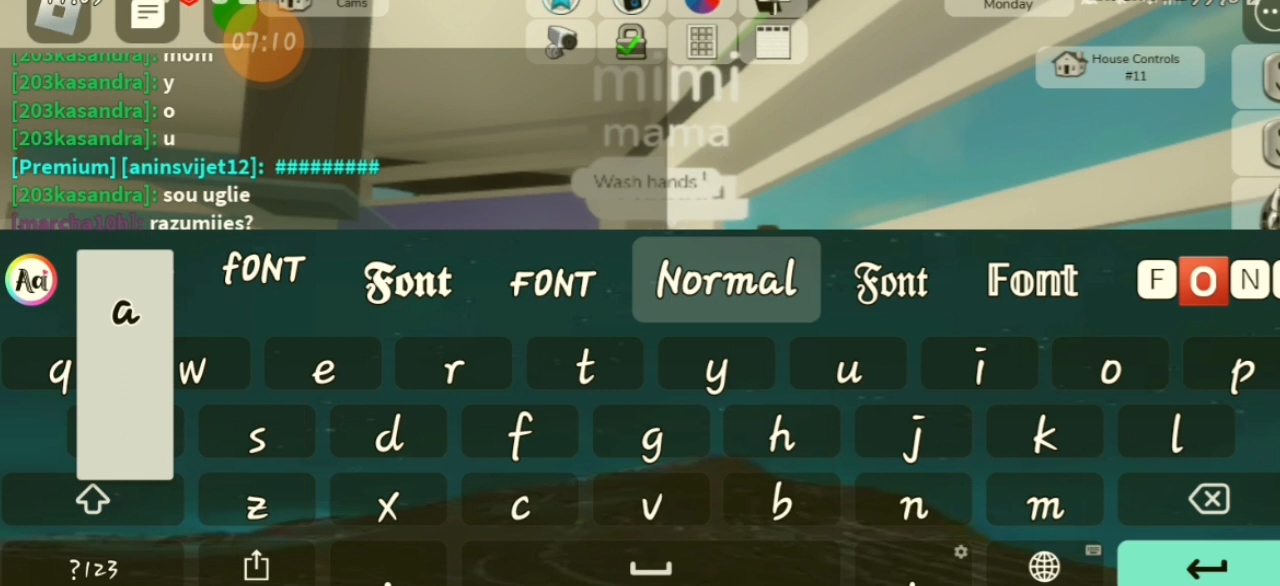 Cams
Monday
07:10
[203kasandra]: mom
[203kasandra]: y
[203kasandra]: o
[203kasandra]: u
[Premium] [aninsvijet12]: #########
[203kasandra]: sou uglie
razumijes?
mimi
mama
Wash hands
House Controls
#11
Aa
a
fONT
Font
FONT
Normal
Font
Font
F O N
q w e r t y u i o p
s d f g h j k l
z x c v b n m
?123